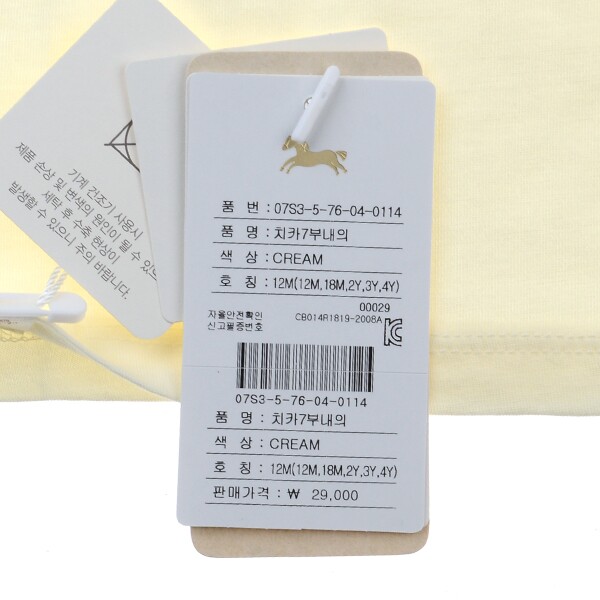 기계 건조기 사용시
제품 손상 및 변색의 원인이 될 수 있으며
세탁 후 수축 현상이
발생할 수 있으니 주의 바랍니다.
품 번 : 07S3-5-76-04-0114
품 명 : 치카7부내의
색 상 : CREAM
호 칭 : 12M(12M,18M,2Y,3Y,4Y)
00029
자율안전확인
신고필증번호
CB014R1819-2008A
07S3-5-76-04-0114
품 명 : 치카7부내의
색 상 : CREAM
호 칭 : 12M(12M,18M,2Y,3Y,4Y)
판매가격 : ₩ 29,000